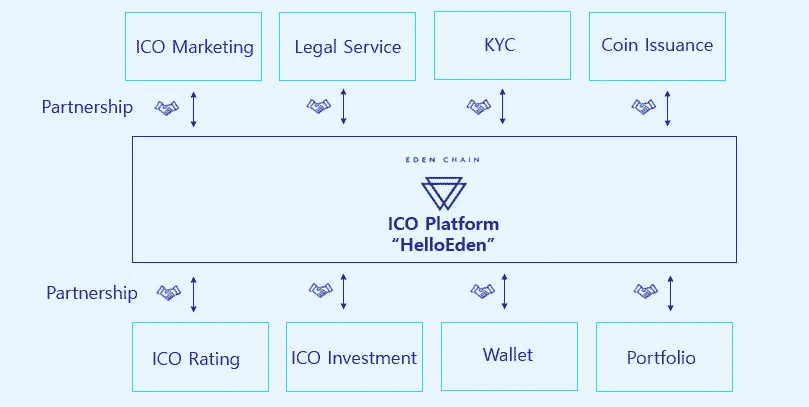 ICO Marketing
Legal Service
KYC
Coin Issuance
Partnership
EDEN CHAIN
ICO Platform
“HelloEden”
Partnership
ICO Rating
ICO Investment
Wallet
Portfolio